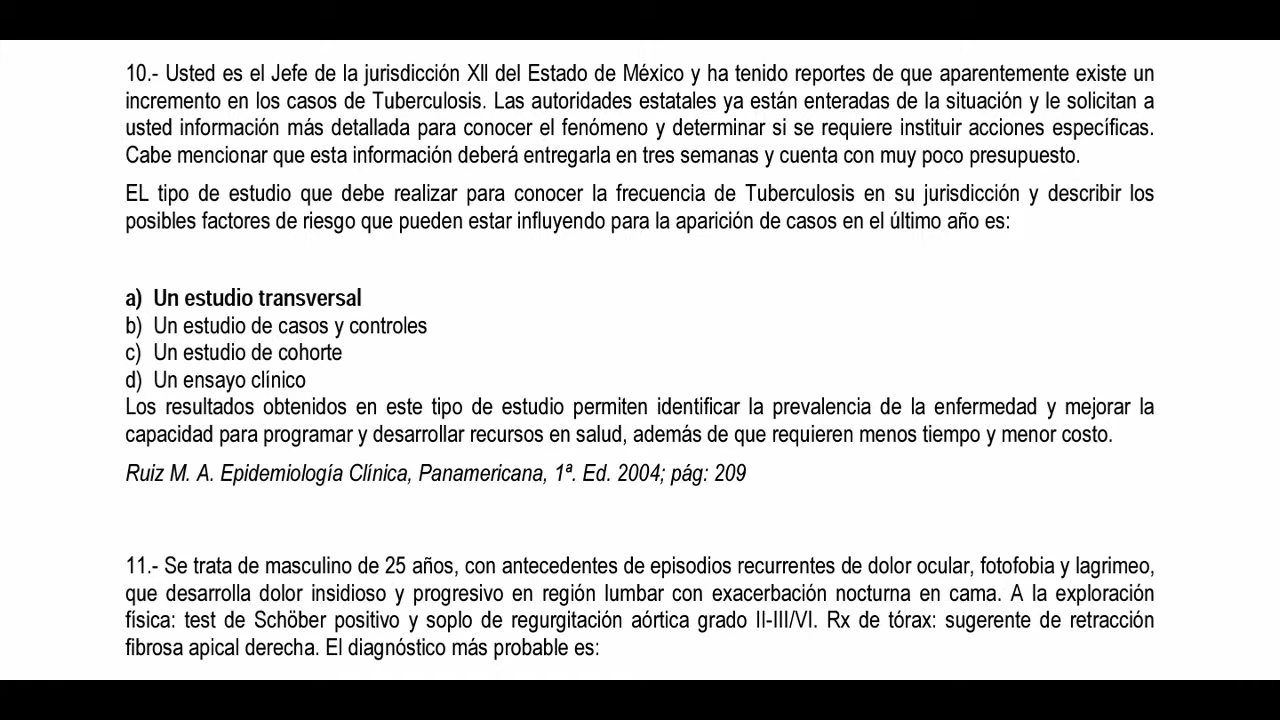 10.- Usted es el Jefe de la jurisdicción XII del Estado de México y ha tenido reportes de que aparentemente existe un
incremento en los casos de Tuberculosis. Las autoridades estatales ya están enteradas de la situación y le solicitan a
usted información más detallada para conocer el fenómeno y determinar si se requiere instituir acciones específicas.
Cabe mencionar que esta información deberá entregarla en tres semanas y cuenta con muy poco presupuesto.
EL tipo de estudio que debe realizar para conocer la frecuencia de Tuberculosis en su jurisdicción y describir los
posibles factores de riesgo que pueden estar influyendo para la aparición de casos en el último año es:
a) Un estudio transversal
b) Un estudio de casos y controles
c) Un estudio de cohorte
d) Un ensayo clínico
Los resultados obtenidos en este tipo de estudio permiten identificar la prevalencia de la enfermedad y mejorar la
capacidad para programar y desarrollar recursos en salud, además de que requieren menos tiempo y menor costo.
Ruiz M. A. Epidemiología Clínica, Panamericana, 1ª. Ed. 2004; pág: 209
11.- Se trata de masculino de 25 años, con antecedentes de episodios recurrentes de dolor ocular, fotofobia y lagrimeo,
que desarrolla dolor insidioso y progresivo en región lumbar con exacerbación nocturna en cama. A la exploración
física: test de Schöber positivo y soplo de regurgitación aórtica grado II-III/VI. Rx de tórax: sugerente de retracción
fibrosa apical derecha. El diagnóstico más probable es: